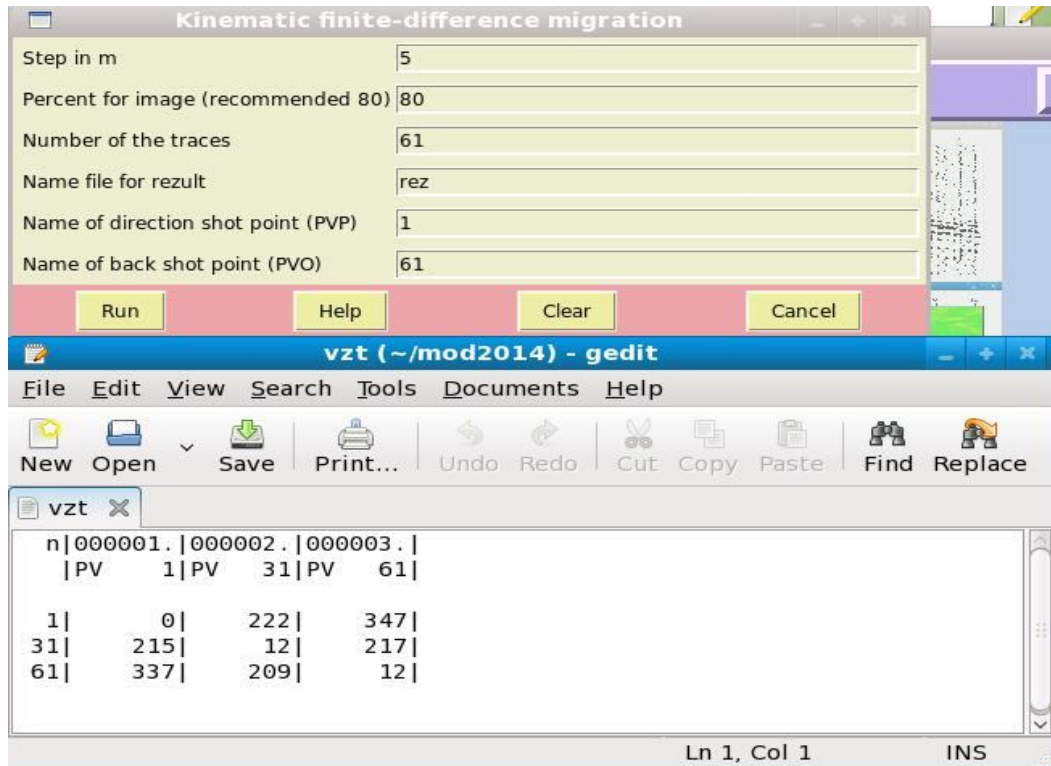 Kinematic finite-difference migration
Step in m 5
Percent for image (recommended 80) 80
Number of the traces 61
Name file for rezult rez
Name of direction shot point (PVP) 1
Name of back shot point (PVO) 61
Run Help Clear Cancel
vzt (~/mod2014) - gedit
File Edit View Search Tools Documents Help
New Open Save Print... Undo Redo Cut Copy Paste Find Replace
vzt
n|000001.|000002.|000003.|
|PV 1|PV 31|PV 61|
1| 0| 222| 347|
31| 215| 12| 217|
61| 337| 209| 12|
Ln 1, Col 1 INS